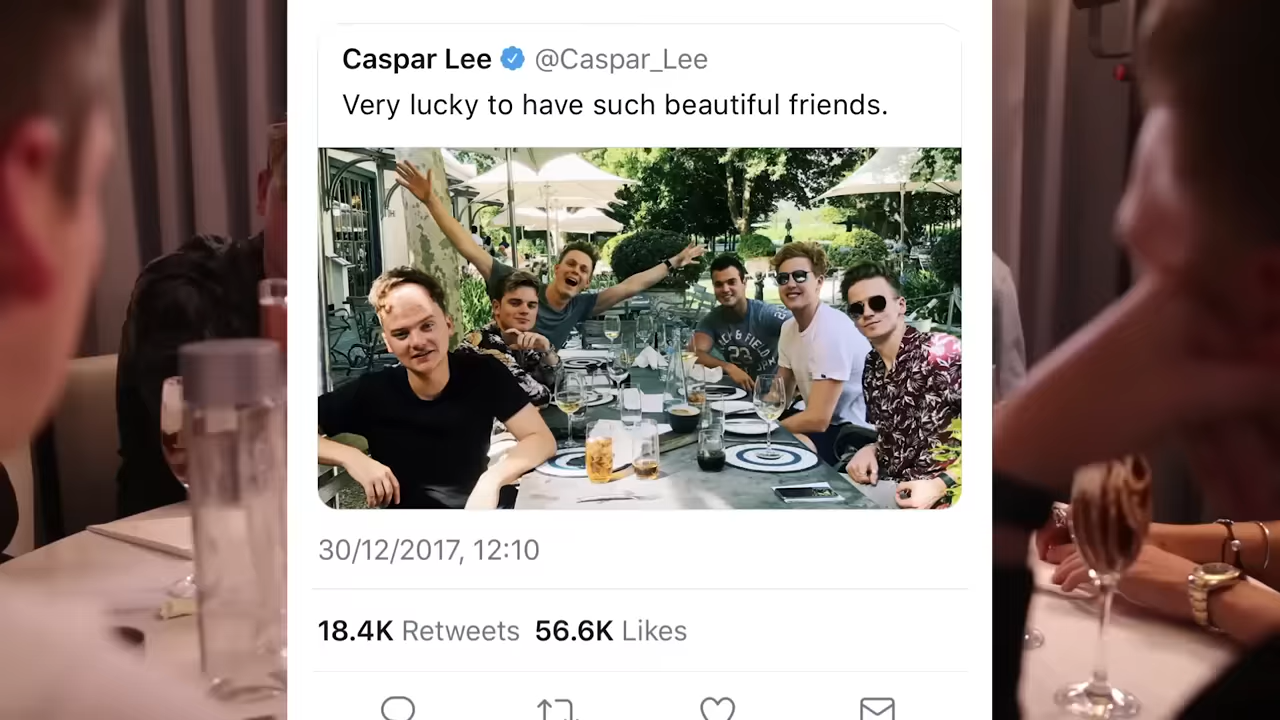 Caspar Lee @Caspar_Lee
Very lucky to have such beautiful friends.
30/12/2017, 12:10
18.4K Retweets 56.6K Likes